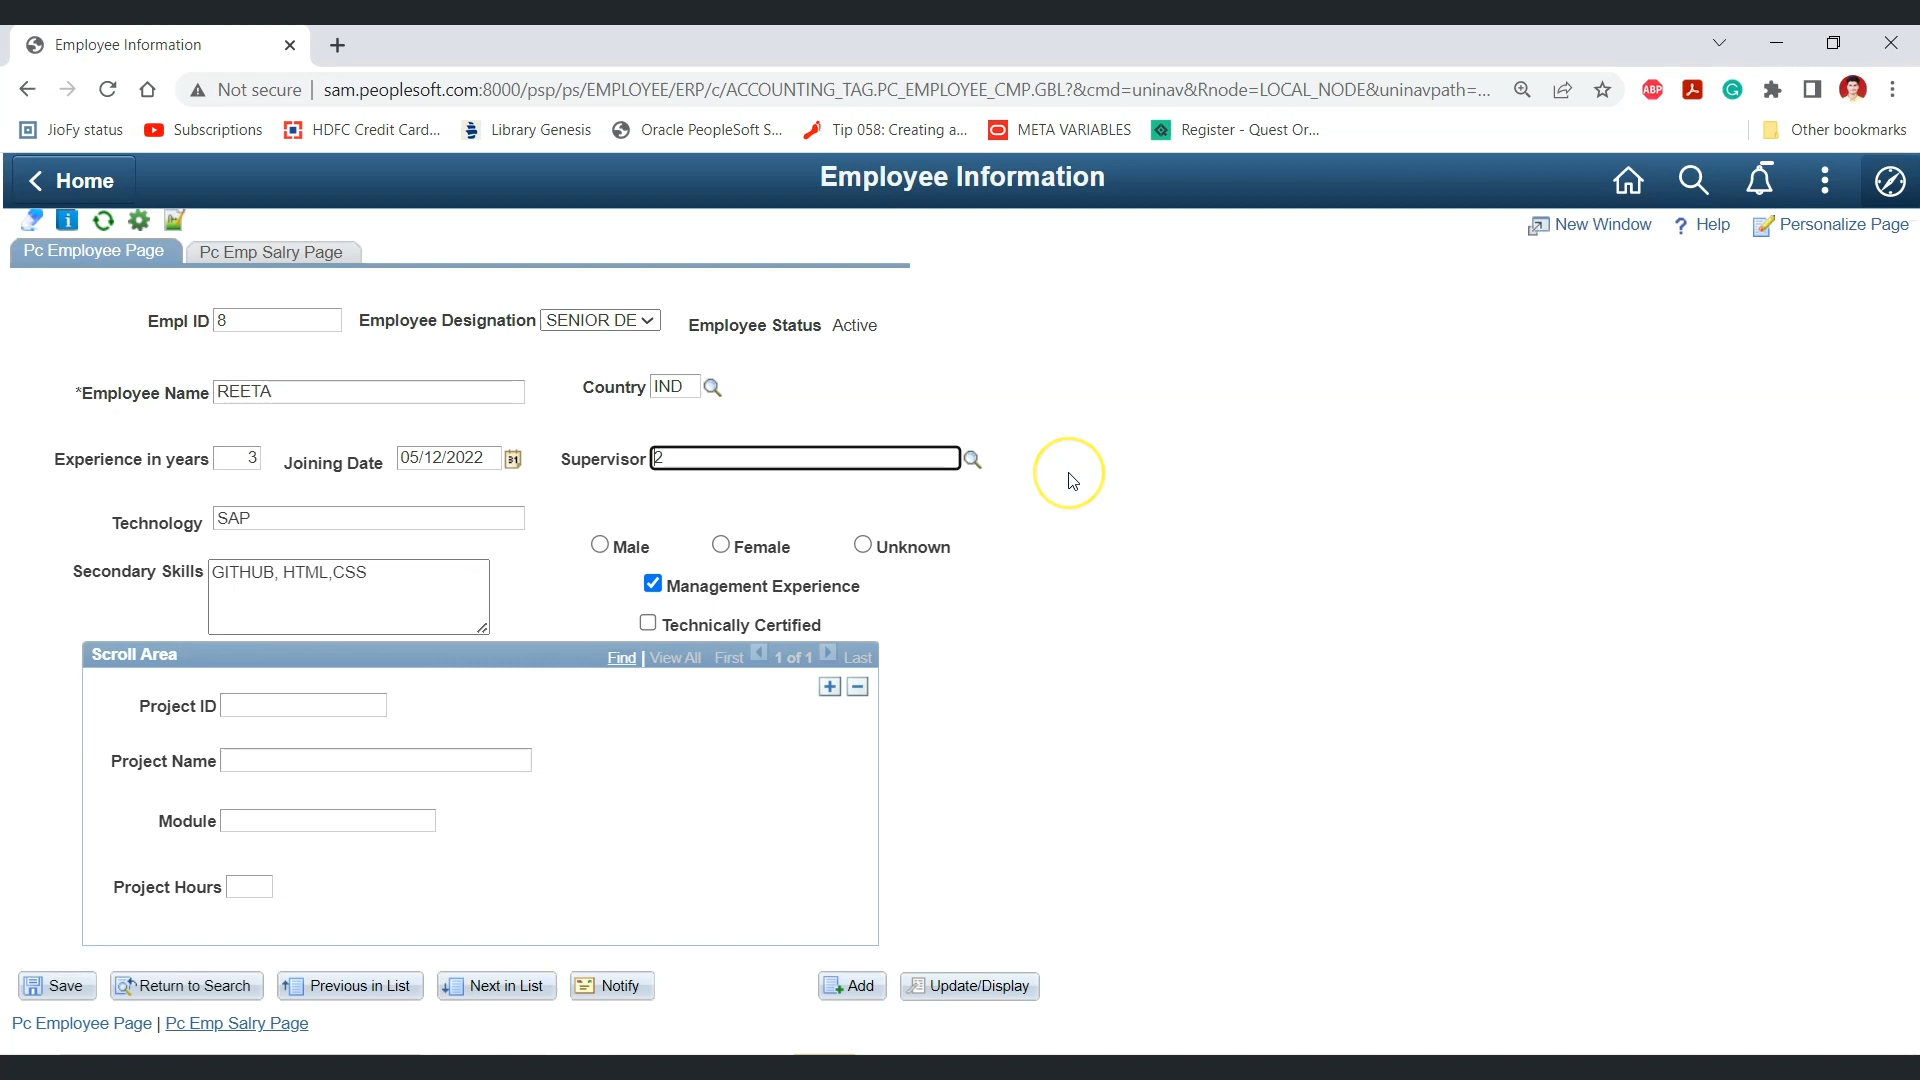 Employee Information
Not secure | sam.peoplesoft.com:8000/psp/ps/EMPLOYEE/ERP/c/ACCOUNTING_TAG.PC_EMPLOYEE_CMP.GBL?&cmd=uninav&Rnode=LOCAL_NODE&uninavpath=...
ABP
JioFy status Subscriptions HDFC Credit Card... Library Genesis Oracle PeopleSoft S... Tip 058: Creating a... META VARIABLES Register - Quest Or... Other bookmarks
Home Employee Information
New Window ? Help Personalize Page
Pc Employee Page Pc Emp Salry Page
Empl ID 8 Employee Designation SENIOR DE Employee Status Active
*Employee Name REETA Country IND
Experience in years 3 Joining Date 05/12/2022 31 Supervisor 2
Technology SAP
Male Female Unknown
Secondary Skills GITHUB, HTML,CSS
Management Experience
Technically Certified
Scroll Area Find | View All First 1 of 1 Last
Project ID
Project Name
Module
Project Hours
Save Return to Search Previous in List Next in List Notify Add Update/Display
Pc Employee Page | Pc Emp Salry Page